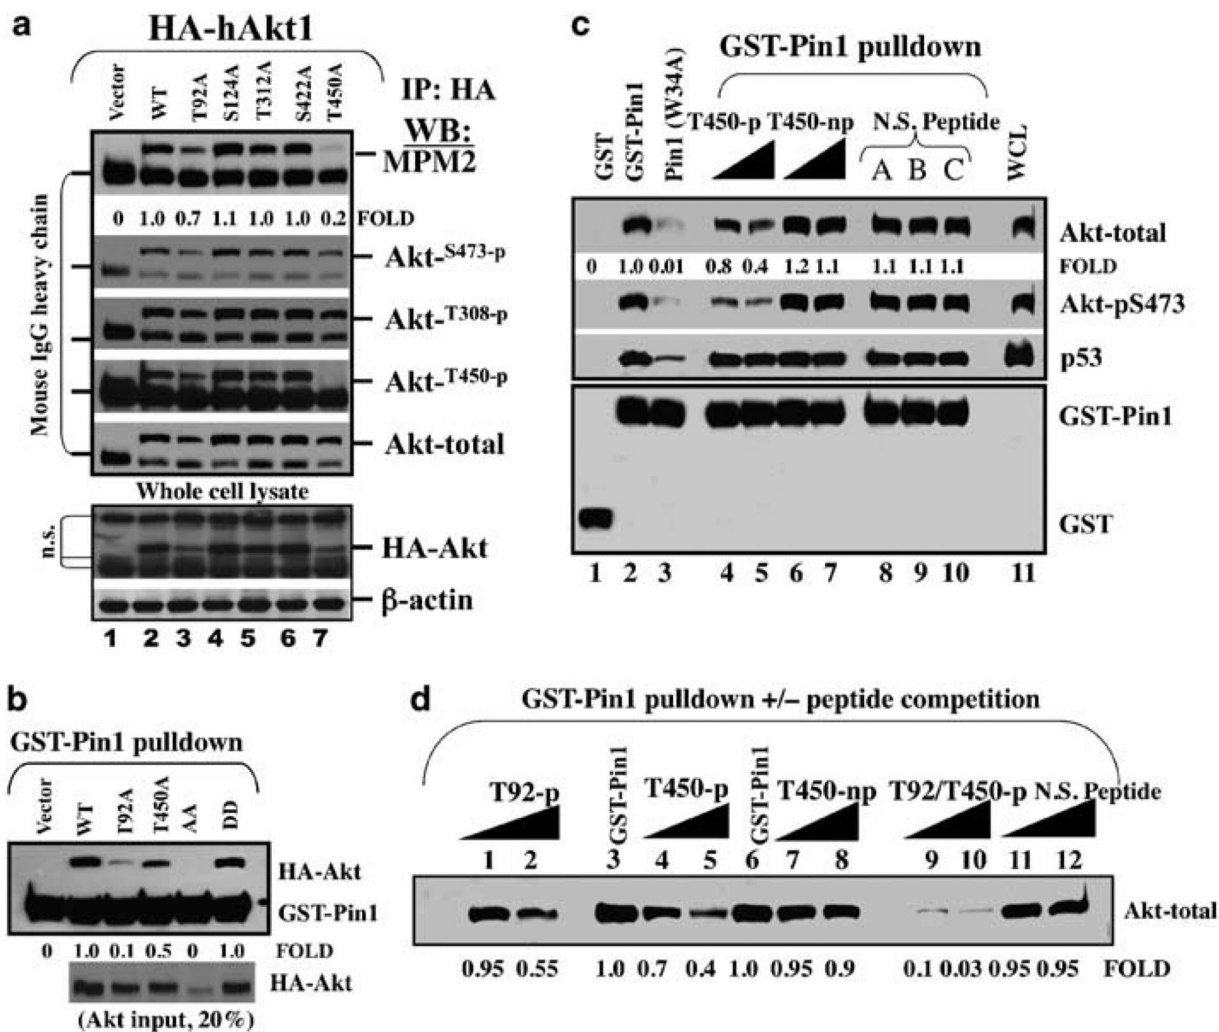 a
HA-hAkt1
Vector WT T92A S124A T312A S422A T450A
IP: HA
WB:
MPM2
0 1.0 0.7 1.1 1.0 1.0 0.2 FOLD
Akt-S473-p
Akt-T308-p
Akt-T450-p
Akt-total
Mouse IgG heavy chain
Whole cell lysate
n.s.
HA-Akt
β-actin
1 2 3 4 5 6 7
b
GST-Pin1 pulldown
Vector WT T92A T450A AA DD
HA-Akt
GST-Pin1
0 1.0 0.1 0.5 0 1.0 FOLD
HA-Akt
(Akt input, 20%)
c
GST-Pin1 pulldown
GST GST-Pin1 Pin1 (W34A) T450-p T450-np N.S. Peptide WCL
A B C
Akt-total
0 1.0 0.01 0.8 0.4 1.2 1.1 1.1 1.1 1.1 FOLD
Akt-pS473
p53
GST-Pin1
GST
1 2 3 4 5 6 7 8 9 10 11
d
GST-Pin1 pulldown +/– peptide competition
T92-p GST-Pin1 T450-p GST-Pin1 T450-np T92/T450-p N.S. Peptide
1 2 3 4 5 6 7 8 9 10 11 12
Akt-total
0.95 0.55 1.0 0.7 0.4 1.0 0.95 0.9 0.1 0.03 0.95 0.95 FOLD